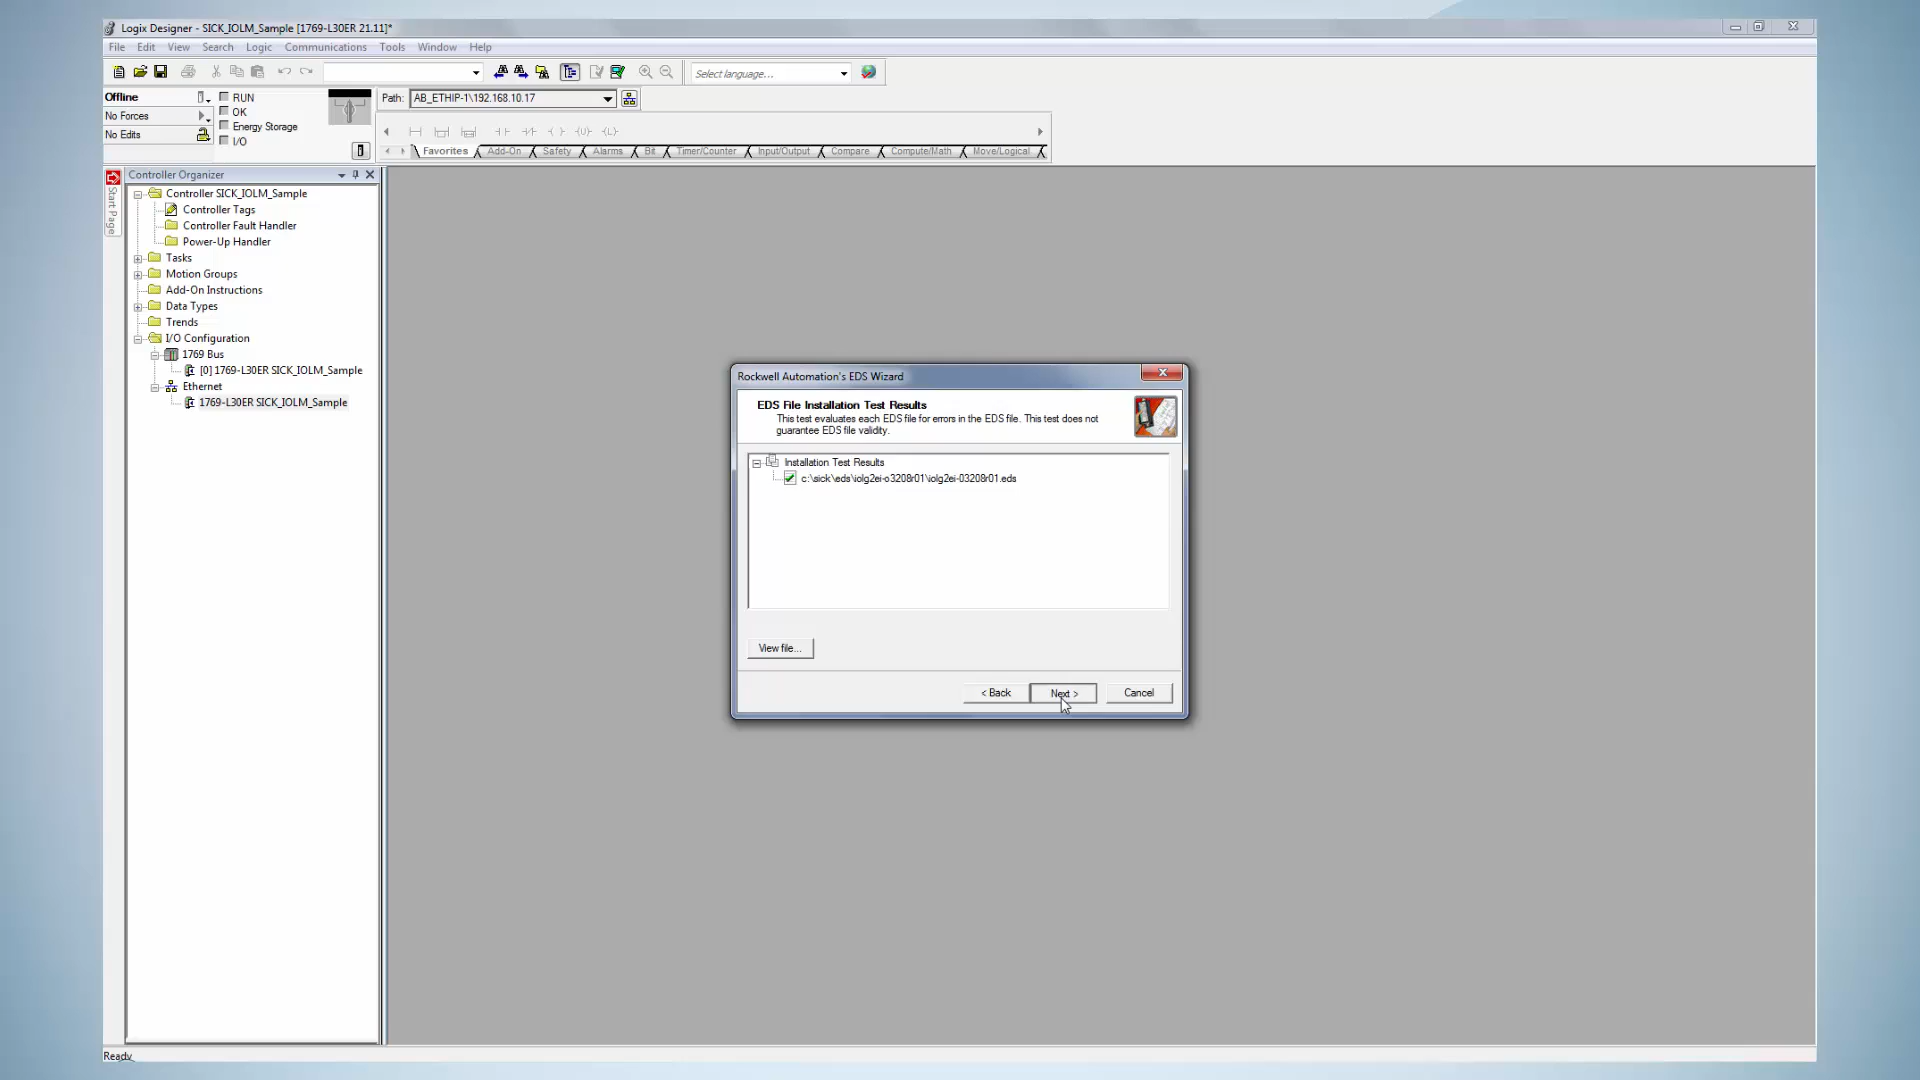 Logix Designer - SICK_IOLM_Sample [1769-L30ER 21.11]*
File Edit View Search Logic Communications Tools Window Help
Select language...
Offline RUN
No Forces OK
No Edits Energy Storage
I/O
Path: AB_ETHIP-1\192.168.10.17
Favorites Add-On Safety Alarms Bit Timer/Counter Input/Output Compare Compute/Math Move/Logical
Start Page
Controller Organizer
Controller SICK_IOLM_Sample
Controller Tags
Controller Fault Handler
Power-Up Handler
Tasks
Motion Groups
Add-On Instructions
Data Types
Trends
I/O Configuration
1769 Bus
[0] 1769-L30ER SICK_IOLM_Sample
Ethernet
1769-L30ER SICK_IOLM_Sample
Rockwell Automation's EDS Wizard
EDS File Installation Test Results
This test evaluates each EDS file for errors in the EDS file. This test does not
guarantee EDS file validity.
Installation Test Results
c:\sick\eds\iolg2ei-o3208r01\iolg2ei-03208r01.eds
View file...
< Back Next > Cancel
Ready